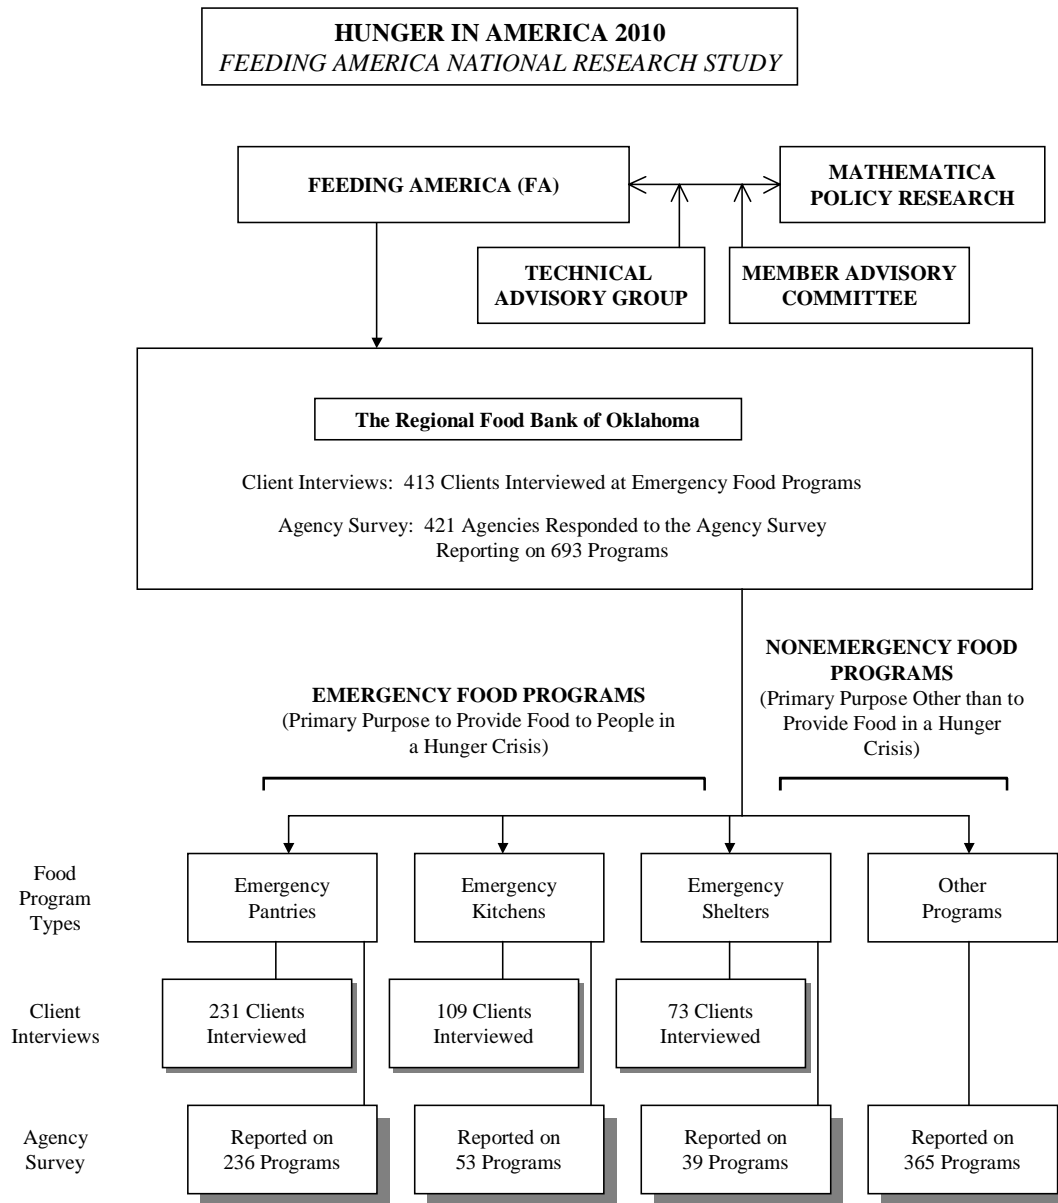 HUNGER IN AMERICA 2010
FEEDING AMERICA NATIONAL RESEARCH STUDY
FEEDING AMERICA (FA)
MATHEMATICA
POLICY RESEARCH
TECHNICAL
ADVISORY GROUP
MEMBER ADVISORY
COMMITTEE
The Regional Food Bank of Oklahoma
Client Interviews: 413 Clients Interviewed at Emergency Food Programs
Agency Survey: 421 Agencies Responded to the Agency Survey
Reporting on 693 Programs
EMERGENCY FOOD PROGRAMS
(Primary Purpose to Provide Food to People in
a Hunger Crisis)
NONEMERGENCY FOOD
PROGRAMS
(Primary Purpose Other than to
Provide Food in a Hunger
Crisis)
Food
Program
Types
Emergency
Pantries
Emergency
Kitchens
Emergency
Shelters
Other
Programs
Client
Interviews
231 Clients
Interviewed
109 Clients
Interviewed
73 Clients
Interviewed
Agency
Survey
Reported on
236 Programs
Reported on
53 Programs
Reported on
39 Programs
Reported on
365 Programs